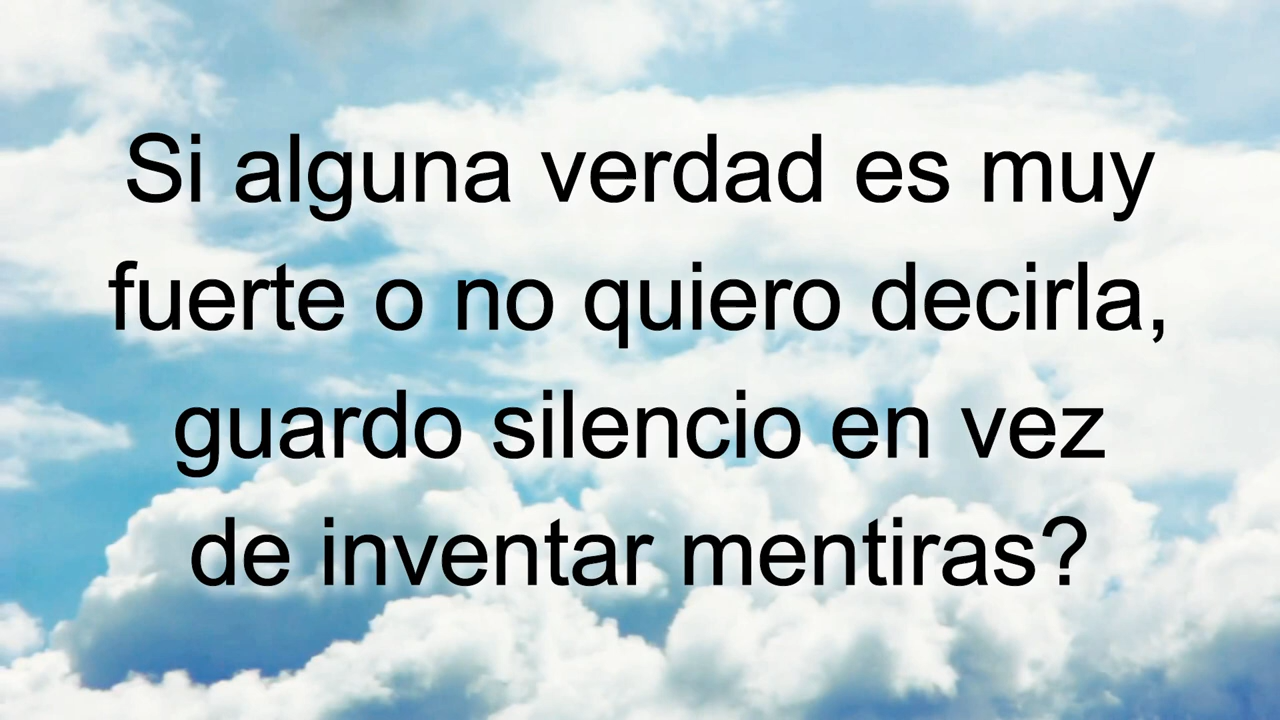 Si alguna verdad es muy
fuerte o no quiero decirla,
guardo silencio en vez
de inventar mentiras?